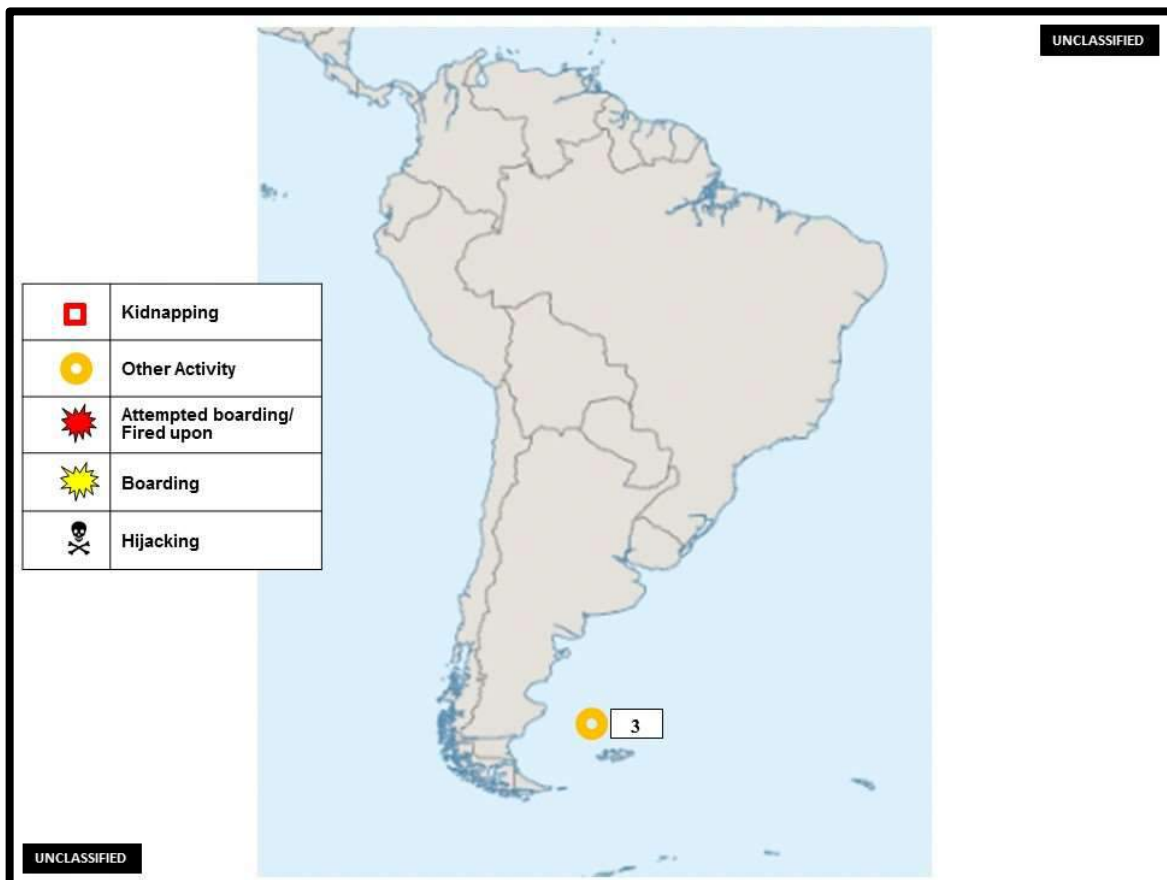 UNCLASSIFIED
Kidnapping
Other Activity
Attempted boarding/
Fired upon
Boarding
Hijacking
3
UNCLASSIFIED